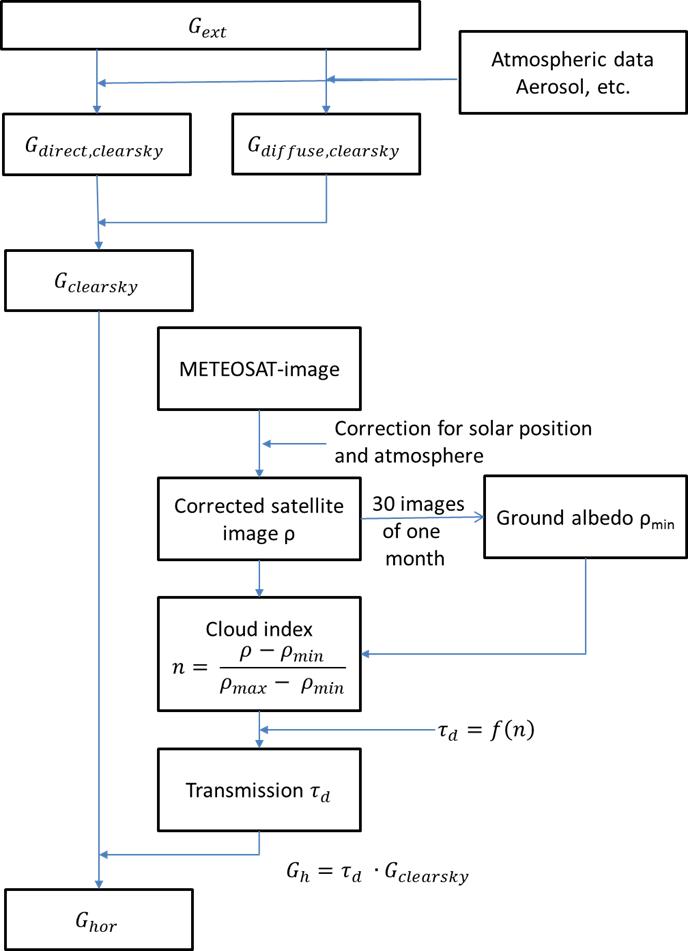 G_ext
Atmospheric data
Aerosol, etc.
G_direct,clearsky
G_diffuse,clearsky
G_clearsky
METEOSAT-image
Correction for solar position
and atmosphere
Corrected satellite
image ρ
30 images
of one
month
Ground albedo ρ_min
Cloud index
n = (ρ − ρ_min) / (ρ_max − ρ_min)
τ_d = f(n)
Transmission τ_d
G_h = τ_d · G_clearsky
G_hor